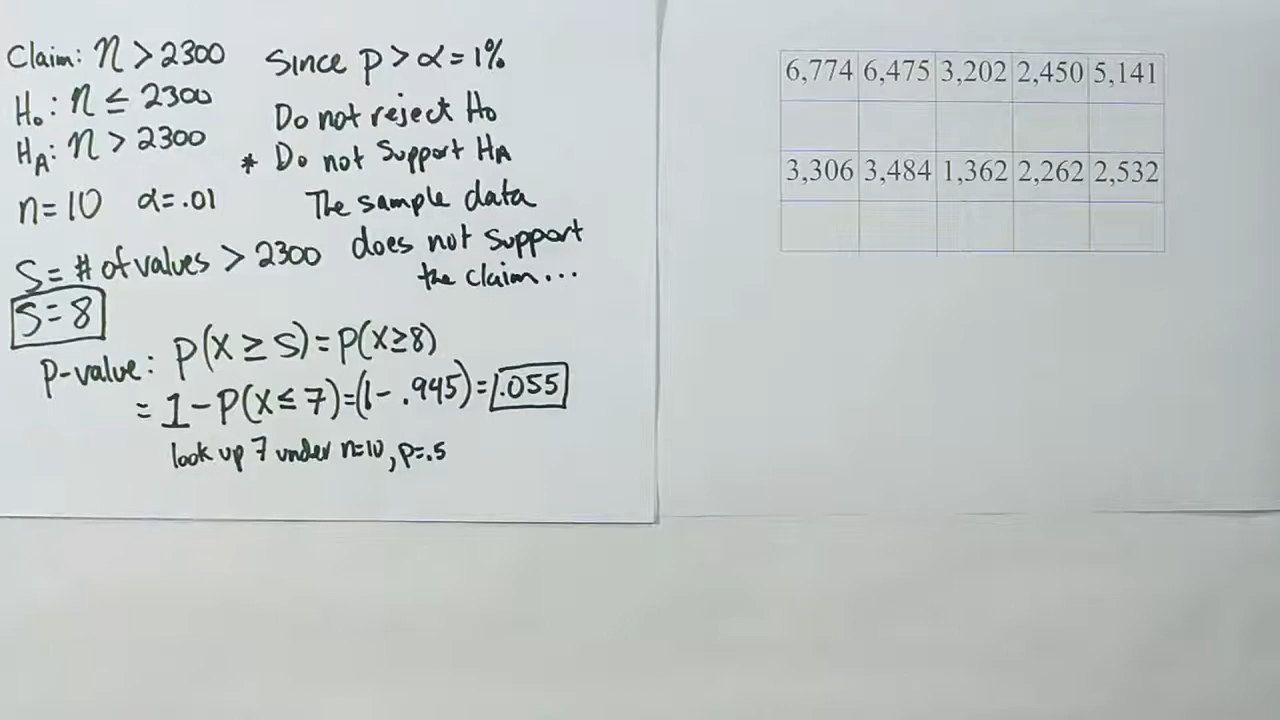 Claim: η > 2300
H₀: η ≤ 2300
H_A: η > 2300
n = 10 α = .01
S = # of values > 2300
S = 8
Since p > α = 1%
Do not reject H₀
* Do not support H_A
The sample data
does not support
the claim...
P-value: P(X ≥ S) = P(X ≥ 8)
= 1 - P(X ≤ 7) = (1 - .945) = .055
look up 7 under n=10, p=.5
6,774 6,475 3,202 2,450 5,141
3,306 3,484 1,362 2,262 2,532